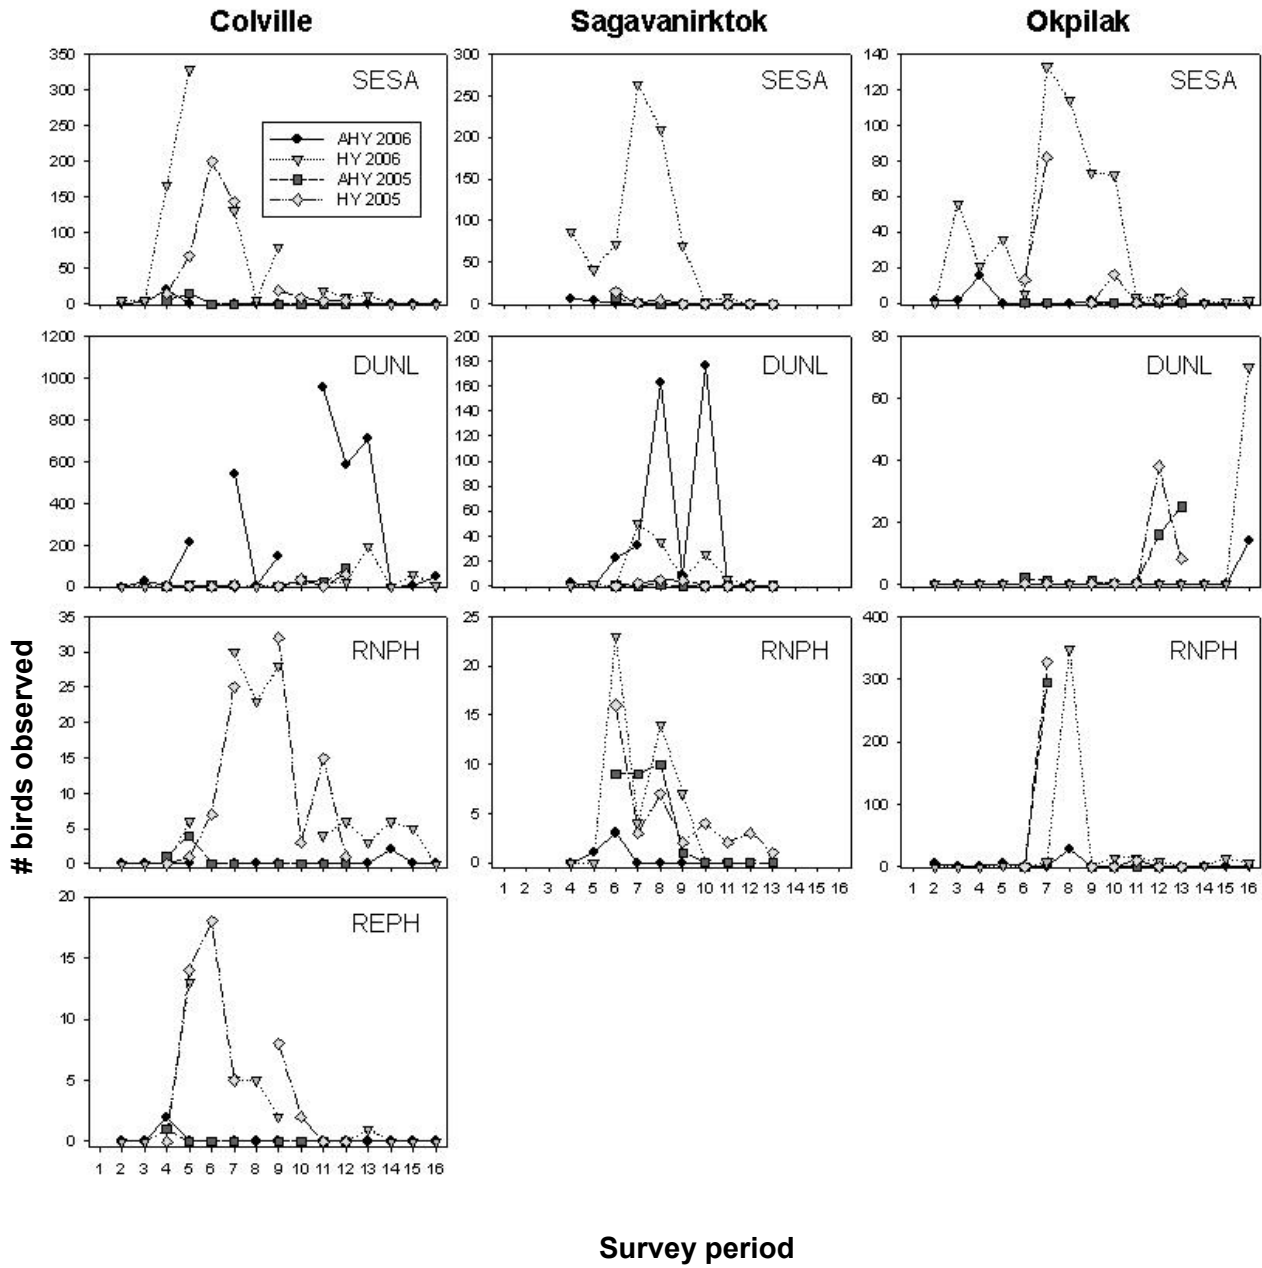 Colville Sagavanirktok Okpilak
350 300 250 200 150 100 50 0
SESA
AHY 2006
HY 2006
AHY 2005
HY 2005
300 250 200 150 100 50 0
SESA
140 120 100 80 60 40 20 0
SESA
1200 1000 800 600 400 200 0
DUNL
200 180 160 140 120 100 80 60 40 20 0
DUNL
80 60 40 20 0
DUNL
# birds observed
35 30 25 20 15 10 5 0
RNPH
25 20 15 10 5 0
RNPH
1 2 3 4 5 6 7 8 9 10 11 12 13 14 15 16
400 300 200 100 0
RNPH
1 2 3 4 5 6 7 8 9 10 11 12 13 14 15 16
20 15 10 5 0
REPH
1 2 3 4 5 6 7 8 9 10 11 12 13 14 15 16
Survey period